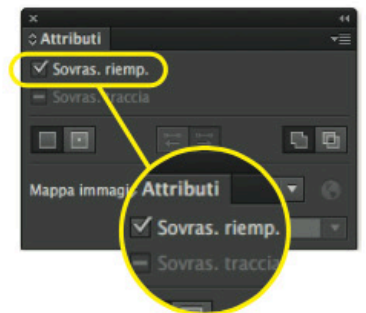 Attributi
Sovras. riemp.
Sovras. traccia
Mappa immagi
Attributi
Sovras. riemp.
Sovras. traccia